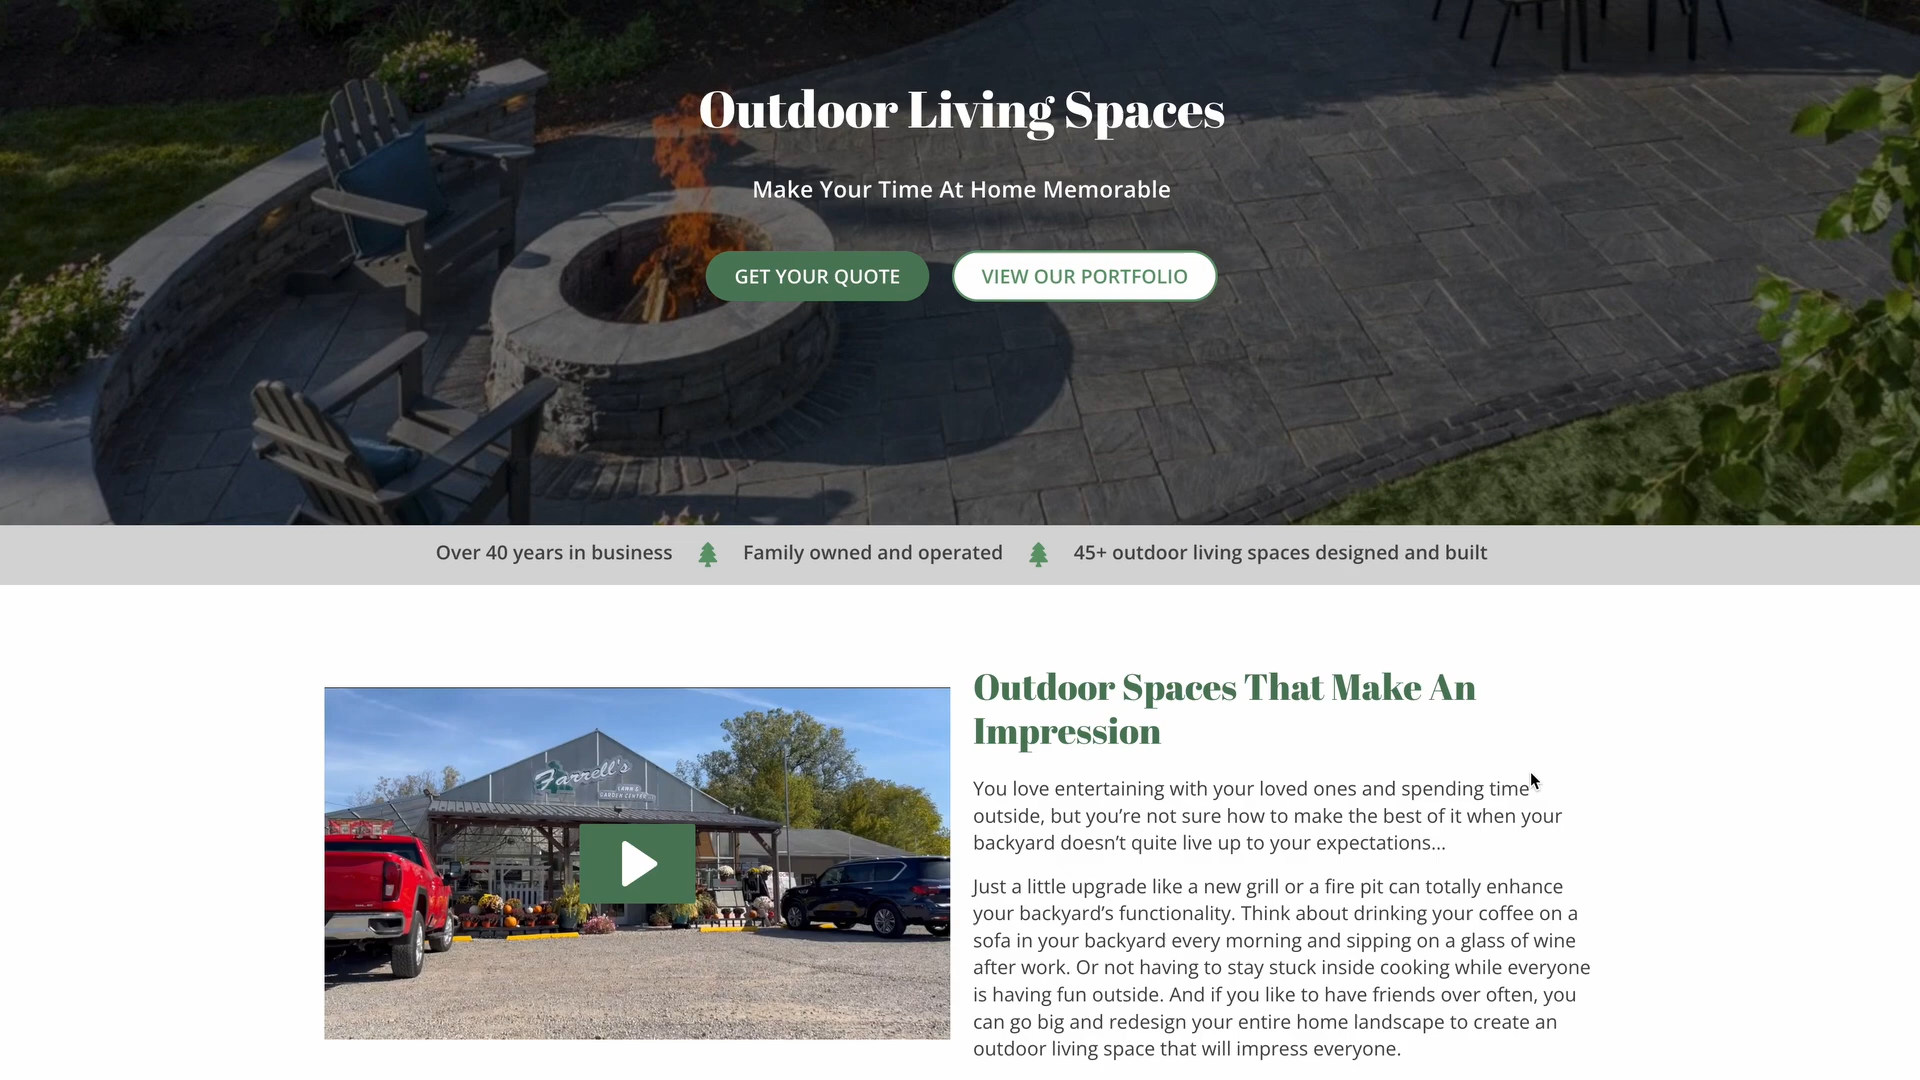 Outdoor Living Spaces
Make Your Time At Home Memorable
GET YOUR QUOTE
VIEW OUR PORTFOLIO
Over 40 years in business
Family owned and operated
45+ outdoor living spaces designed and built
Farrell's
LAWN &
GARDEN CENTER
Outdoor Spaces That Make An
Impression
You love entertaining with your loved ones and spending time
outside, but you’re not sure how to make the best of it when your
backyard doesn’t quite live up to your expectations...
Just a little upgrade like a new grill or a fire pit can totally enhance
your backyard’s functionality. Think about drinking your coffee on a
sofa in your backyard every morning and sipping on a glass of wine
after work. Or not having to stay stuck inside cooking while everyone
is having fun outside. And if you like to have friends over often, you
can go big and redesign your entire home landscape to create an
outdoor living space that will impress everyone.